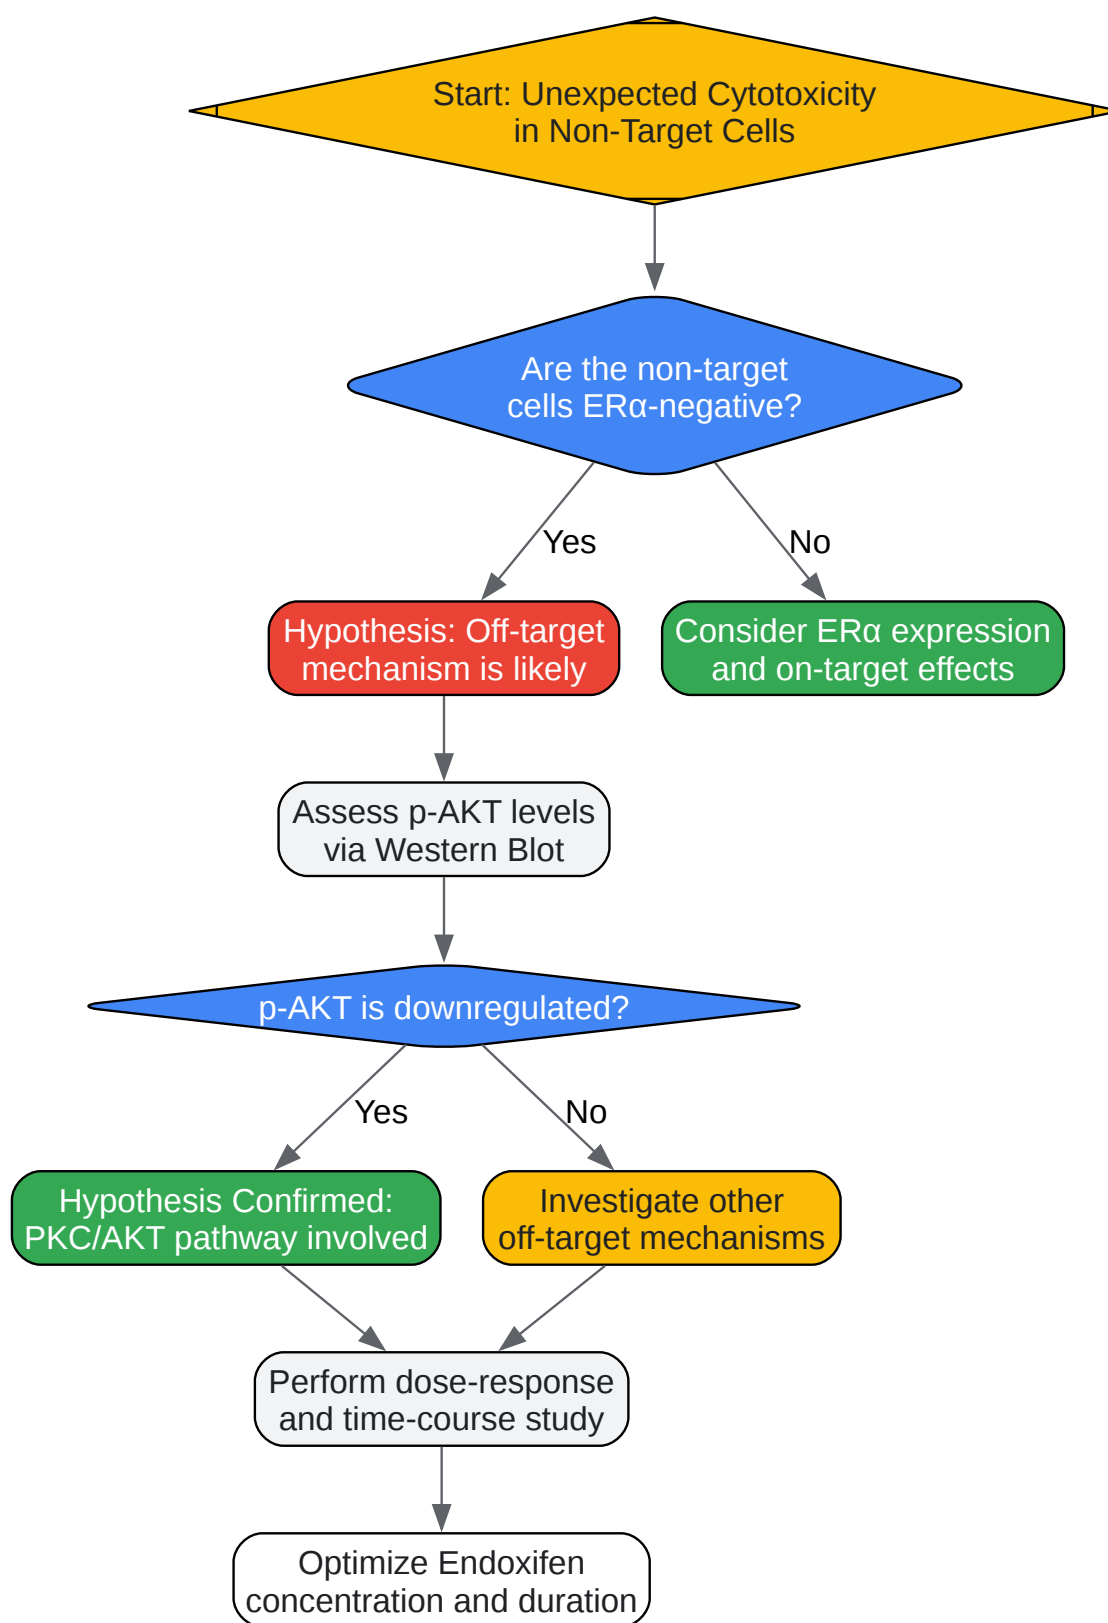 Start: Unexpected Cytotoxicity
in Non-Target Cells
Are the non-target
cells ERα-negative?
Yes
No
Hypothesis: Off-target
mechanism is likely
Consider ERα expression
and on-target effects
Assess p-AKT levels
via Western Blot
p-AKT is downregulated?
Yes
No
Hypothesis Confirmed:
PKC/AKT pathway involved
Investigate other
off-target mechanisms
Perform dose-response
and time-course study
Optimize Endoxifen
concentration and duration